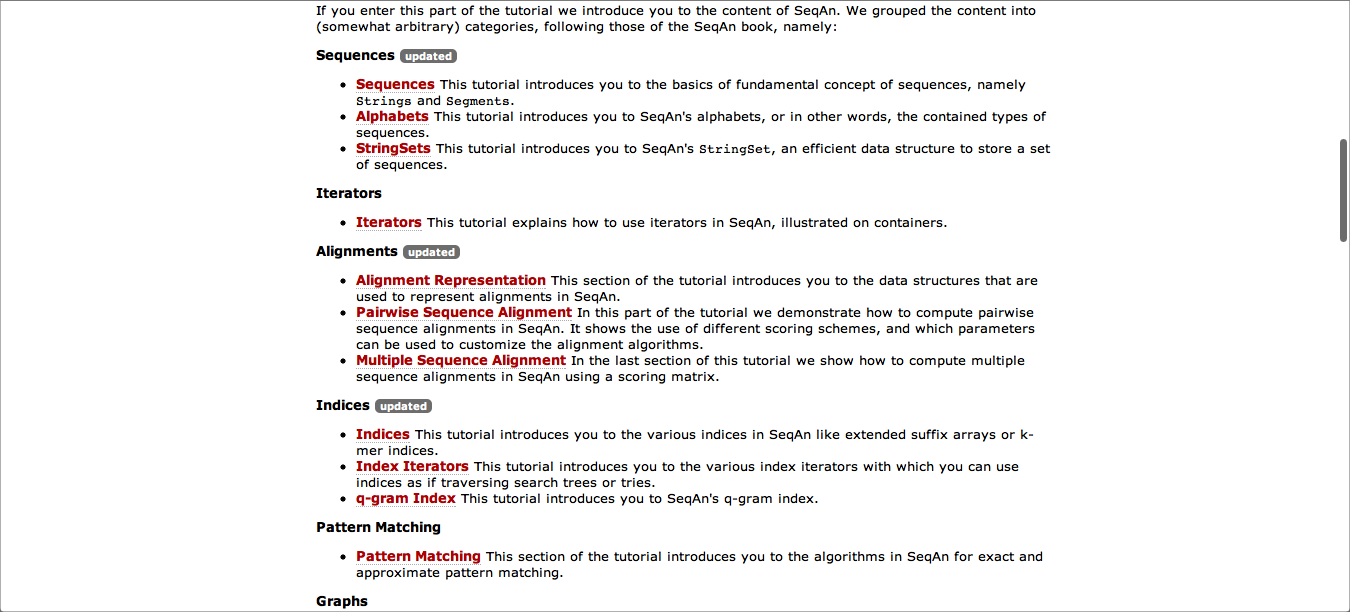 If you enter this part of the tutorial we introduce you to the content of SeqAn. We grouped the content into
(somewhat arbitrary) categories, following those of the SeqAn book, namely:
Sequences updated
Sequences This tutorial introduces you to the basics of fundamental concept of sequences, namely
Strings and Segments.
Alphabets This tutorial introduces you to SeqAn's alphabets, or in other words, the contained types of
sequences.
StringSets This tutorial introduces you to SeqAn's StringSet, an efficient data structure to store a set
of sequences.
Iterators
Iterators This tutorial explains how to use iterators in SeqAn, illustrated on containers.
Alignments updated
Alignment Representation This section of the tutorial introduces you to the data structures that are
used to represent alignments in SeqAn.
Pairwise Sequence Alignment In this part of the tutorial we demonstrate how to compute pairwise
sequence alignments in SeqAn. It shows the use of different scoring schemes, and which parameters
can be used to customize the alignment algorithms.
Multiple Sequence Alignment In the last section of this tutorial we show how to compute multiple
sequence alignments in SeqAn using a scoring matrix.
Indices updated
Indices This tutorial introduces you to the various indices in SeqAn like extended suffix arrays or k-
mer indices.
Index Iterators This tutorial introduces you to the various index iterators with which you can use
indices as if traversing search trees or tries.
q-gram Index This tutorial introduces you to SeqAn's q-gram index.
Pattern Matching
Pattern Matching This section of the tutorial introduces you to the algorithms in SeqAn for exact and
approximate pattern matching.
Graphs